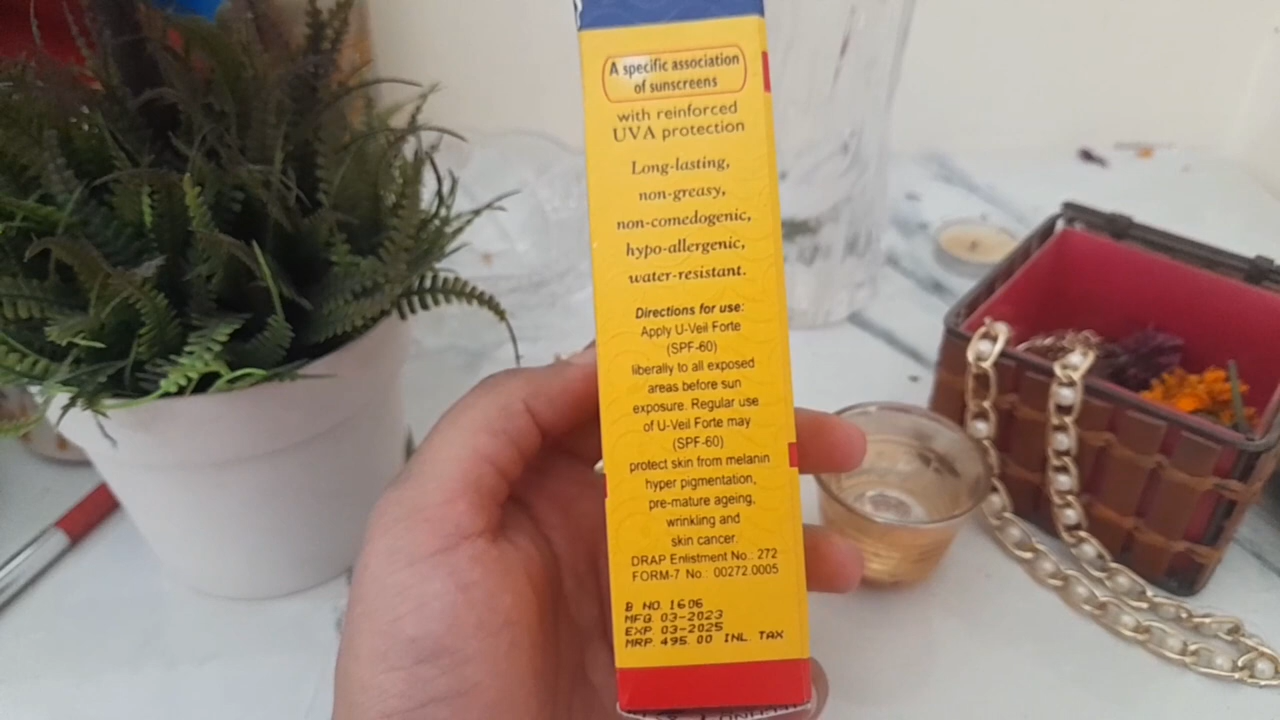 A specific association
of sunscreens
with reinforced
UVA protection
Long-lasting,
non-greasy,
non-comedogenic,
hypo-allergenic,
water-resistant.
Directions for use:
Apply U-Veil Forte
(SPF-60)
liberally to all exposed
areas before sun
exposure. Regular use
of U-Veil Forte may
(SPF-60)
protect skin from melanin
hyper pigmentation,
pre-mature ageing,
wrinkling and
skin cancer.
DRAP Enlistment No.: 272
FORM-7 No.: 00272.0005
B NO. 1606
MFG. 03-2023
EXP. 03-2025
MRP. 495.00 INL. TAX